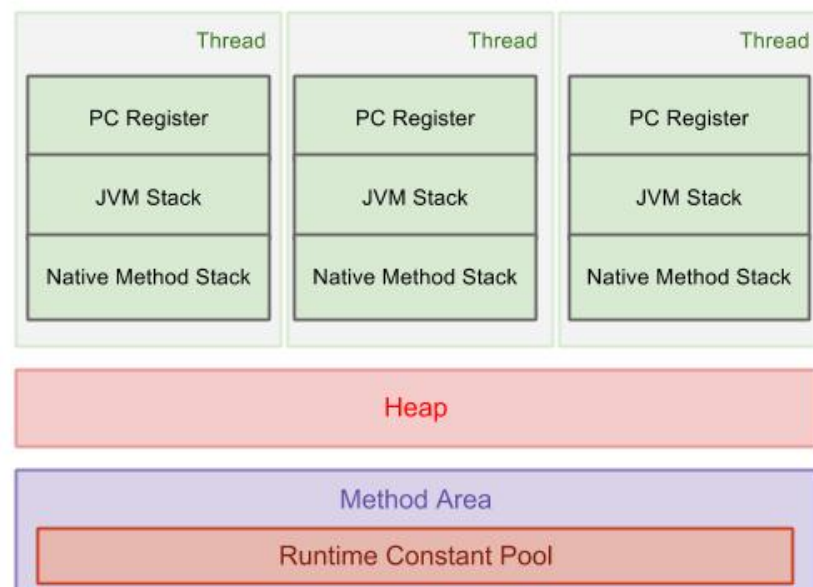 Thread Thread Thread
PC Register PC Register PC Register
JVM Stack JVM Stack JVM Stack
Native Method Stack Native Method Stack Native Method Stack
Heap
Method Area
Runtime Constant Pool